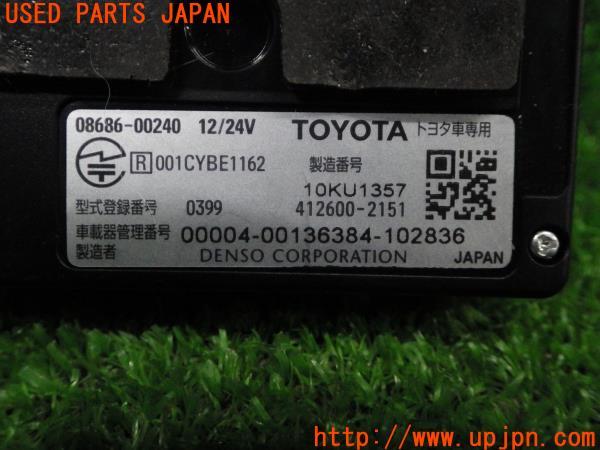 USED PARTS JAPAN
08686-00240 12/24V TOYOTA トヨタ車専用
R 001CYBE1162 製造番号
10KU1357
型式登録番号 0399 412600-2151
車載器管理番号 00004-00136384-102836
製造者 DENSO CORPORATION JAPAN
UPJ
http://www.upjpn.com